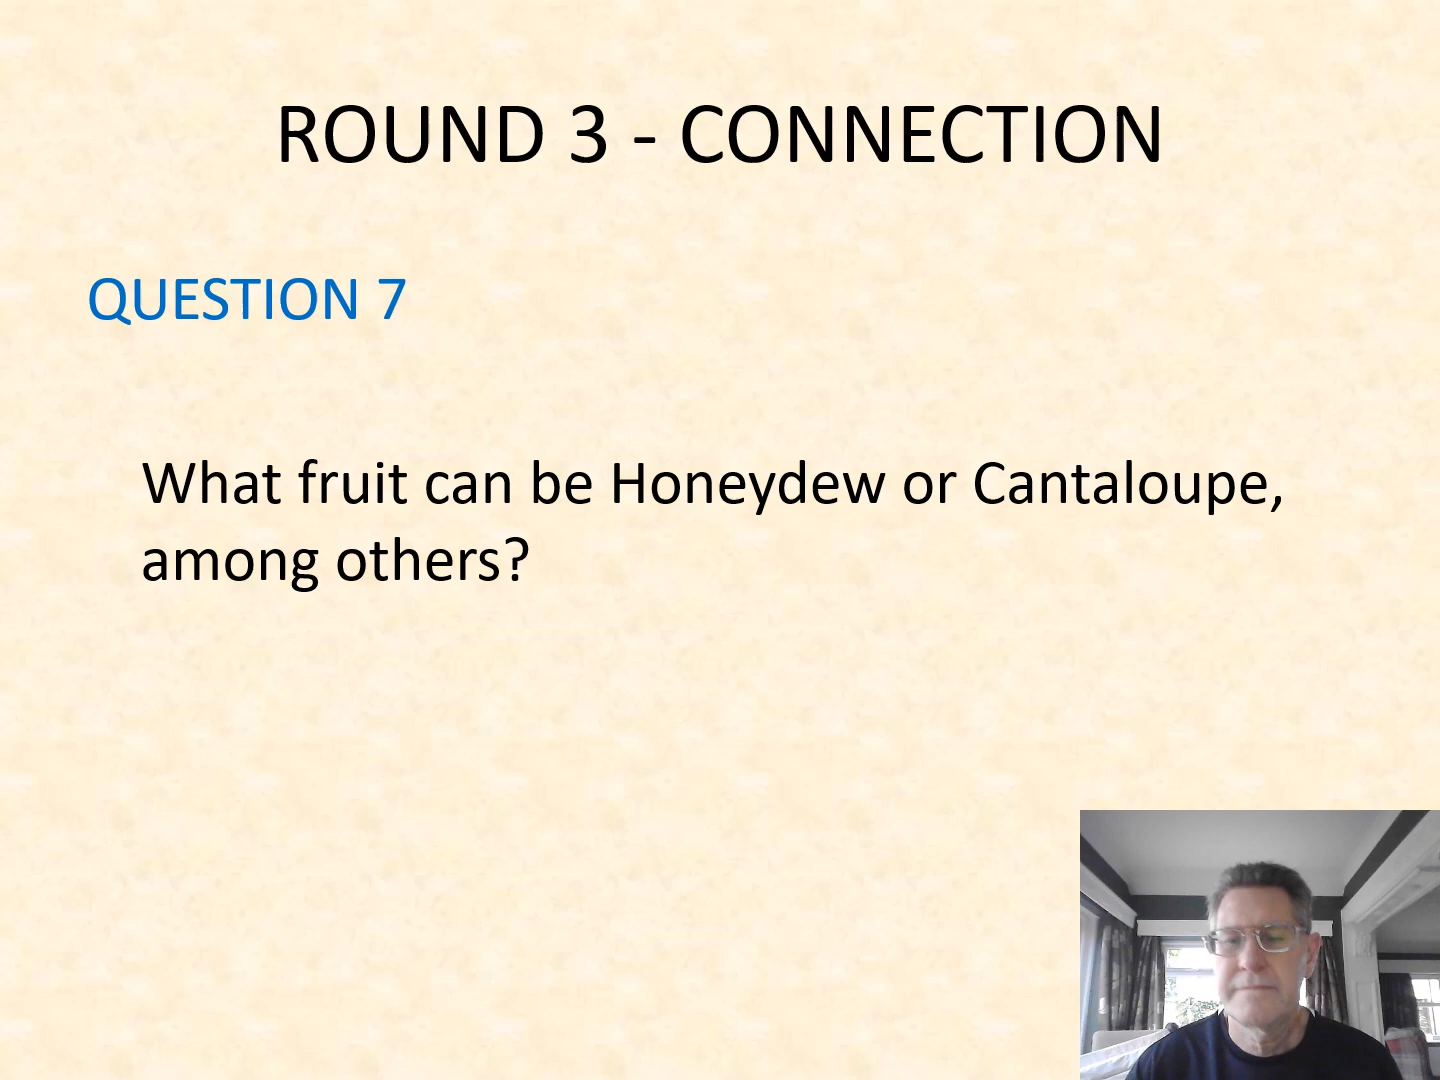 ROUND 3 - CONNECTION
QUESTION 7
What fruit can be Honeydew or Cantaloupe,
among others?